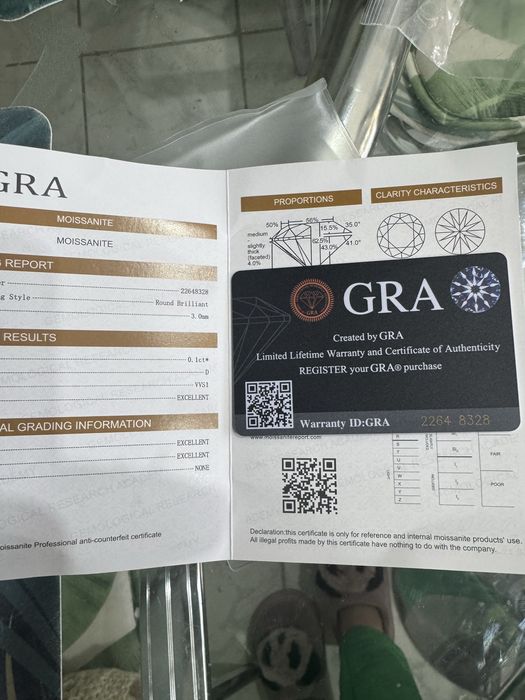 GRA
MOISSANITE
MOISSANITE
REPORT
22648328
Style Round Brilliant
3.0mm
RESULTS
0.1ct*
D
VVS1
EXCELLENT
GRADING INFORMATION
EXCELLENT
EXCELLENT
NONE
Professional anti-counterfeit certificate
PROPORTIONS
CLARITY CHARACTERISTICS
50%
56%
35.0°
medium
15.5%
slightly
thick
(faceted)
4.0%
62.5%
43.0%
41.0°
GRA
GRA
Created by GRA
Limited Lifetime Warranty and Certificate of Authenticity
REGISTER your GRA® purchase
Warranty ID:GRA 2264 8328
www.moissanitereport.com
R
S
T
U
V
W
X
Y
Z
FAIR
POOR
Declaration:this certificate is only for reference and internal moissanite products' use.
All illegal profits made by this certificate have nothing to do with the company.